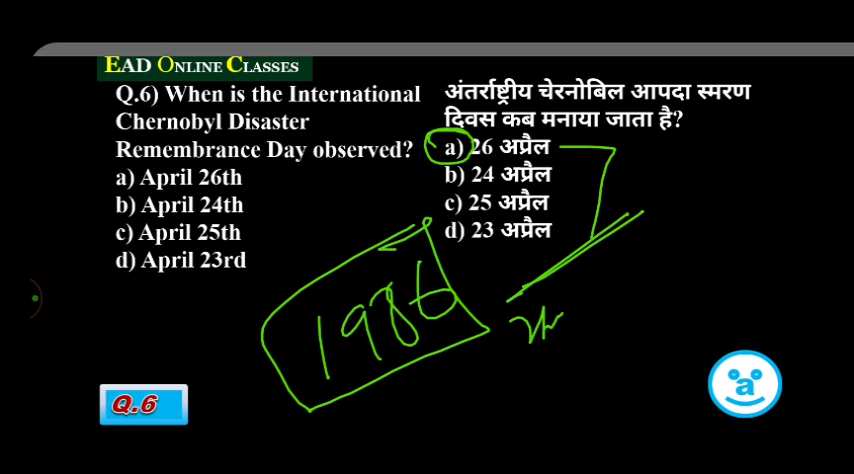 EAD ONLINE CLASSES
Q.6) When is the International
Chernobyl Disaster
Remembrance Day observed?
a) April 26th
b) April 24th
c) April 25th
d) April 23rd
अंतर्राष्ट्रीय चेरनोबिल आपदा स्मरण
दिवस कब मनाया जाता है?
a) 26 अप्रैल
b) 24 अप्रैल
c) 25 अप्रैल
d) 23 अप्रैल
1986
Q.6
a